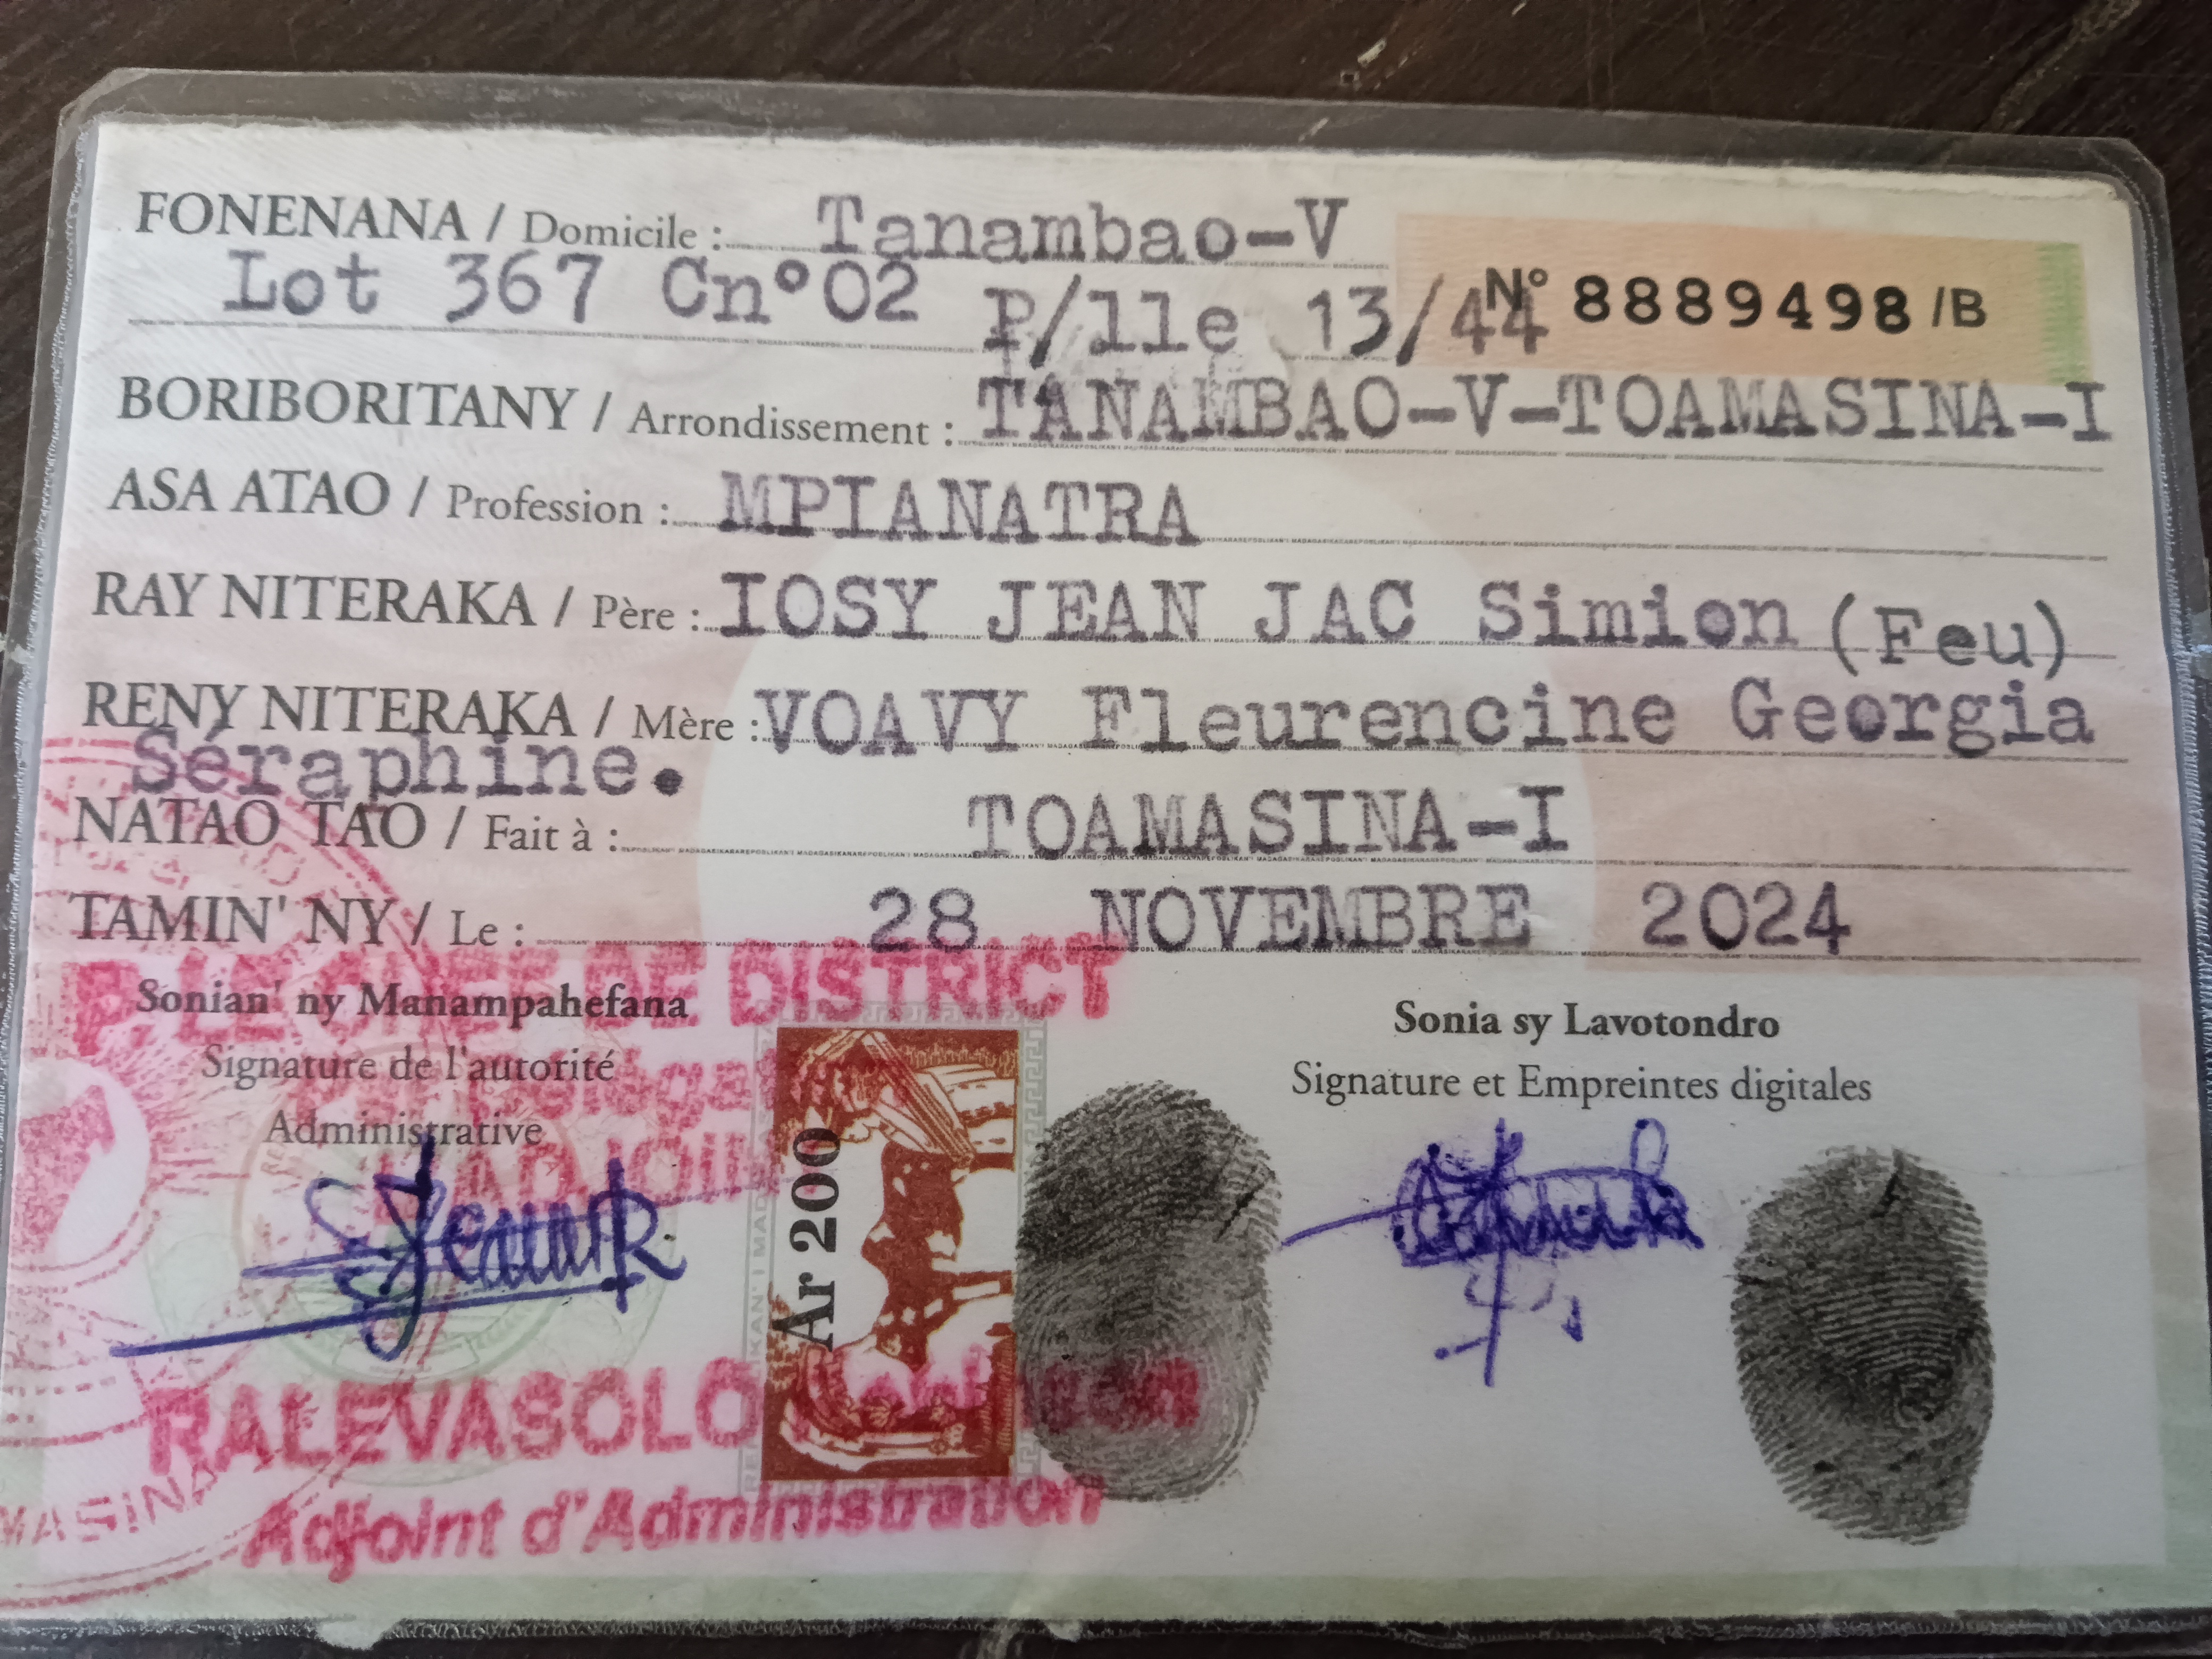 FONENANA / Domicile : Tanambao-V
Lot 367 Cn°02 P/lle 13/44
N° 8889498 /B
BORIBORITANY / Arrondissement : TANAMBAO-V-TOAMASINA-I
ASA ATAO / Profession : MPIANATRA
RAY NITERAKA / Père : IOSY JEAN JAC Simion (Feu)
RENY NITERAKA / Mère : VOAVY Fleurencine Georgia
Séraphine.
NATAO TAO / Fait à : TOAMASINA-I
TAMIN' NY / Le : 28 NOVEMBRE 2024
P. LE CHEF DE DISTRICT
Sonian' ny Manampahefana
Signature de l'autorité
Administrative
Sonia sy Lavotondro
Signature et Empreintes digitales
Ar 200
RALEVASOLO
Adjoint d'Administration